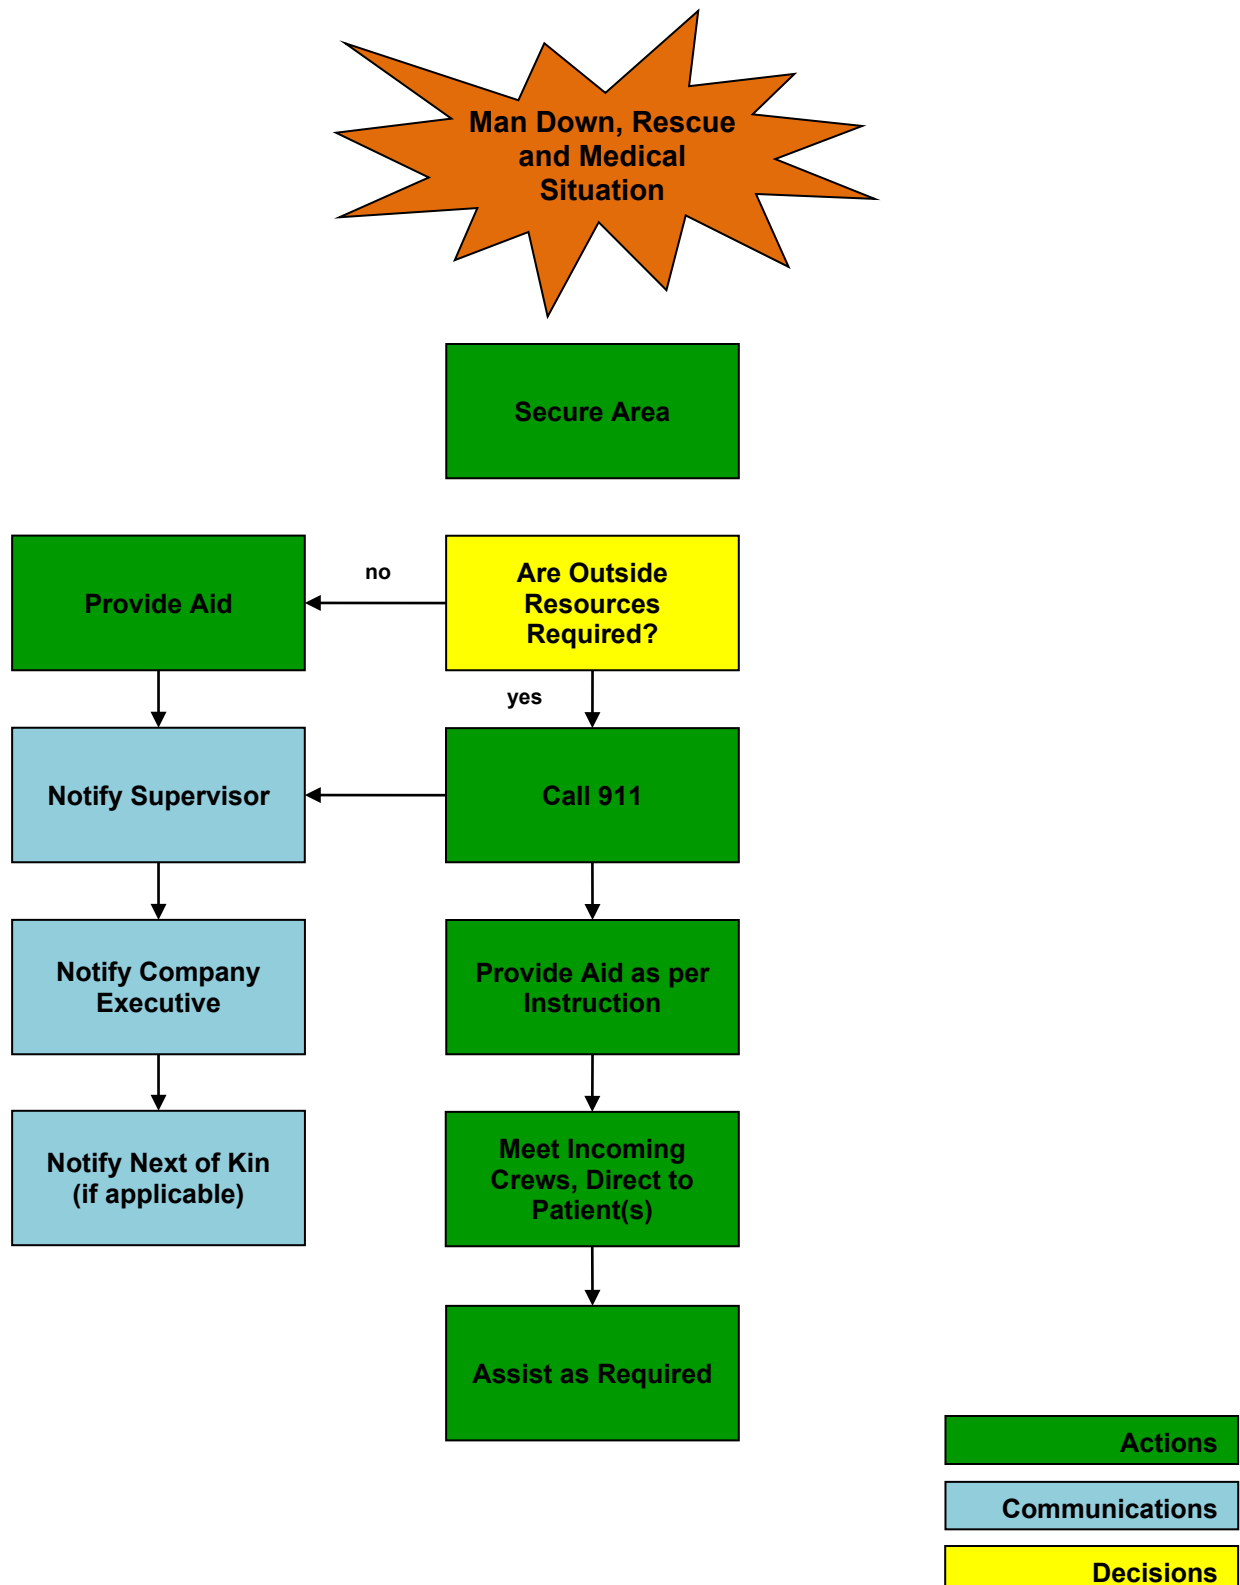 Man Down, Rescue
and Medical
Situation
Secure Area
Provide Aid
no
Are Outside
Resources
Required?
yes
Notify Supervisor
Call 911
Notify Company
Executive
Provide Aid as per
Instruction
Notify Next of Kin
(if applicable)
Meet Incoming
Crews, Direct to
Patient(s)
Assist as Required
Actions
Communications
Decisions